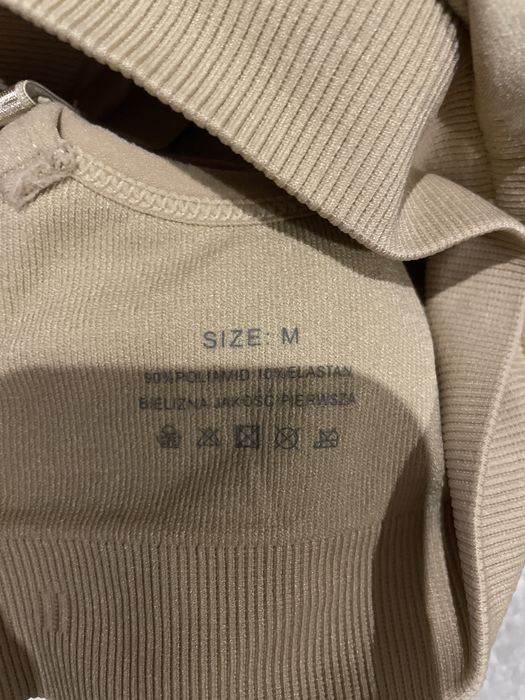 SIZE: M
90% POLIAMID 10% ELASTAN
BIELIZNA JAKOŚĆ PIERWSZA